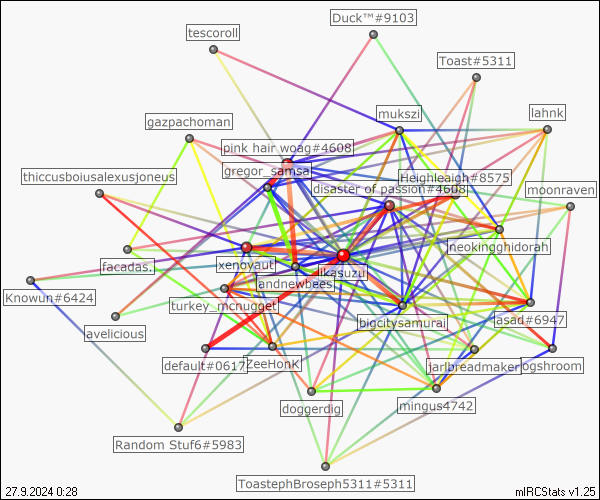 Duck™#9103
tescoroll
Toast#5311
mukszi
lahnk
gazpachoman
pink hair woag#4608
gregor_samsa
Heighleaigh#8575
thiccusboiusalexusjoneus
disaster of passion#4608
moonraven
neokingghidorah
facadas.
xenoyaut
likasuzu
landnewbees
Knowun#6424
turkey_mcnugget
avelicious
bigcitysamurai
asad#6947
default#0617
ZeeHonK
jarlbreadmaker
ogshroom
doggerdig
mingus4742
Random Stuf6#5983
ToastephBroseph5311#5311
27.9.2024 0:28
mIRCStats v1.25